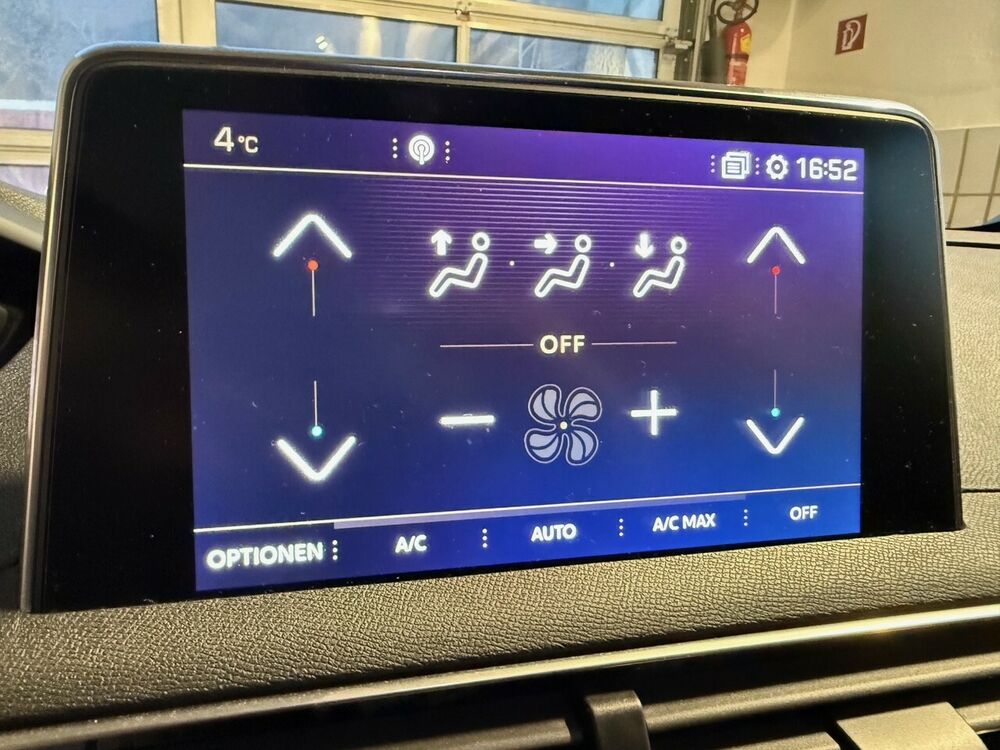 4°C
16:52
OFF
OPTIONEN
A/C
AUTO
A/C MAX
OFF